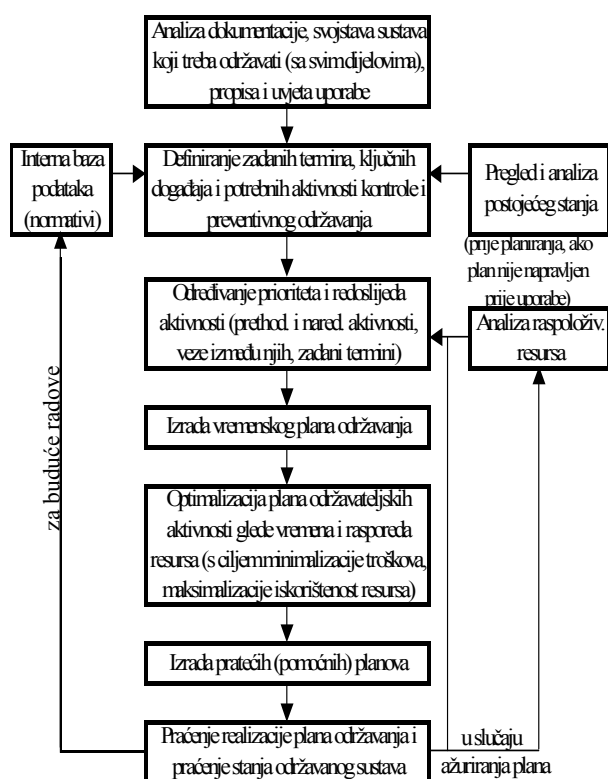 Analiza dokumentacije, svojstava sustava
koji treba održavati (sa svim dijelovima),
propisa i uvjeta uporabe
Interna baza
podataka
(normativi)
Definiranje zadanih termina, ključnih
događaja i potrebnih aktivnosti kontrole i
preventivnog održavanja
Pregled i analiza
postojećeg stanja
(prije planiranja, ako
plan nije napravljen
prije uporabe)
Određivanje prioriteta i redoslijeda
aktivnosti (prethod. i nared. aktivnosti,
veze između njih, zadani termini)
Analiza raspoloživ.
resursa
Izrada vremenskog plana održavanja
za buduće radove
Optimalizacija plana održavateljskih
aktivnosti glede vremena i rasporeda
resursa (s ciljem minimalizacije troškova,
maksimalizacije iskorištenost resursa)
Izrada pratećih (pomoćnih) planova
Praćenje realizacije plana održavanja i
praćenje stanja održavanog sustava
u slučaju
ažuriranja plana